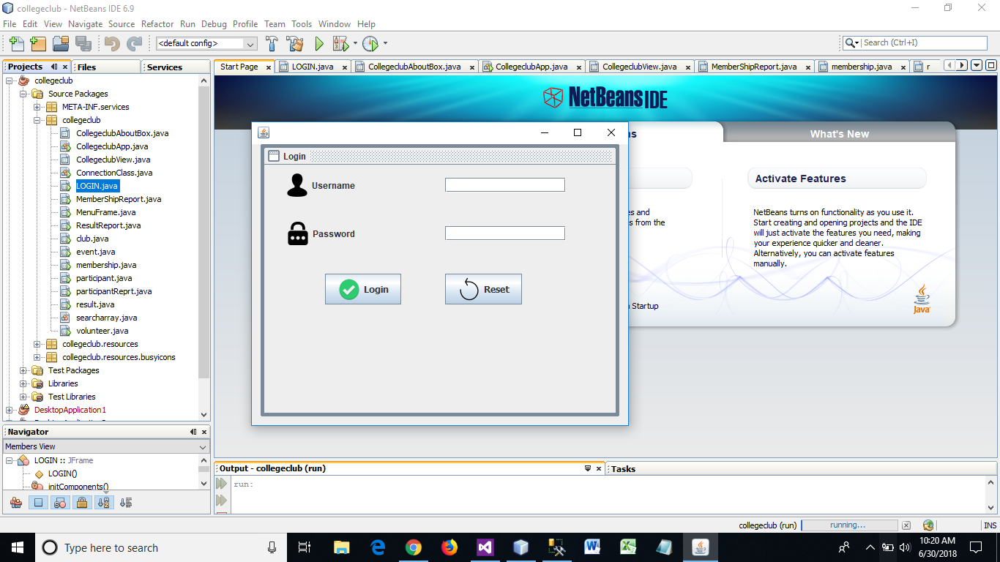 collegeclub - NetBeans IDE 6.9
File Edit View Navigate Source Refactor Run Debug Profile Team Tools Window Help
<default config>
Search (Ctrl+I)
Projects
Files
Services
Start Page
LOGIN.java
CollegeclubAboutBox.java
CollegeclubApp.java
CollegeclubView.java
MemberShipReport.java
membership.java
r
collegeclub
Source Packages
META-INF.services
collegeclub
CollegeclubAboutBox.java
CollegeclubApp.java
CollegeclubView.java
ConnectionClass.java
LOGIN.java
MemberShipReport.java
MenuFrame.java
ResultReport.java
club.java
event.java
membership.java
participant.java
participantReprt.java
result.java
searcharray.java
volunteer.java
collegeclub.resources
collegeclub.resources.busyicons
Test Packages
Libraries
Test Libraries
DesktopApplication1
NetBeans IDE
Login
Username
Password
Login
Reset
ns
What's New
es and
s from the
Startup
Activate Features
NetBeans turns on functionality as you use it.
Start creating and opening projects and the IDE
will just activate the features you need, making
your experience quicker and cleaner.
Alternatively, you can activate features
manually.
Java
Navigator
Members View
LOGIN :: JFrame
LOGIN()
initComponents()
Output - collegeclub (run)
Tasks
run:
collegeclub (run)
running...
INS
Type here to search
10:20 AM
6/30/2018